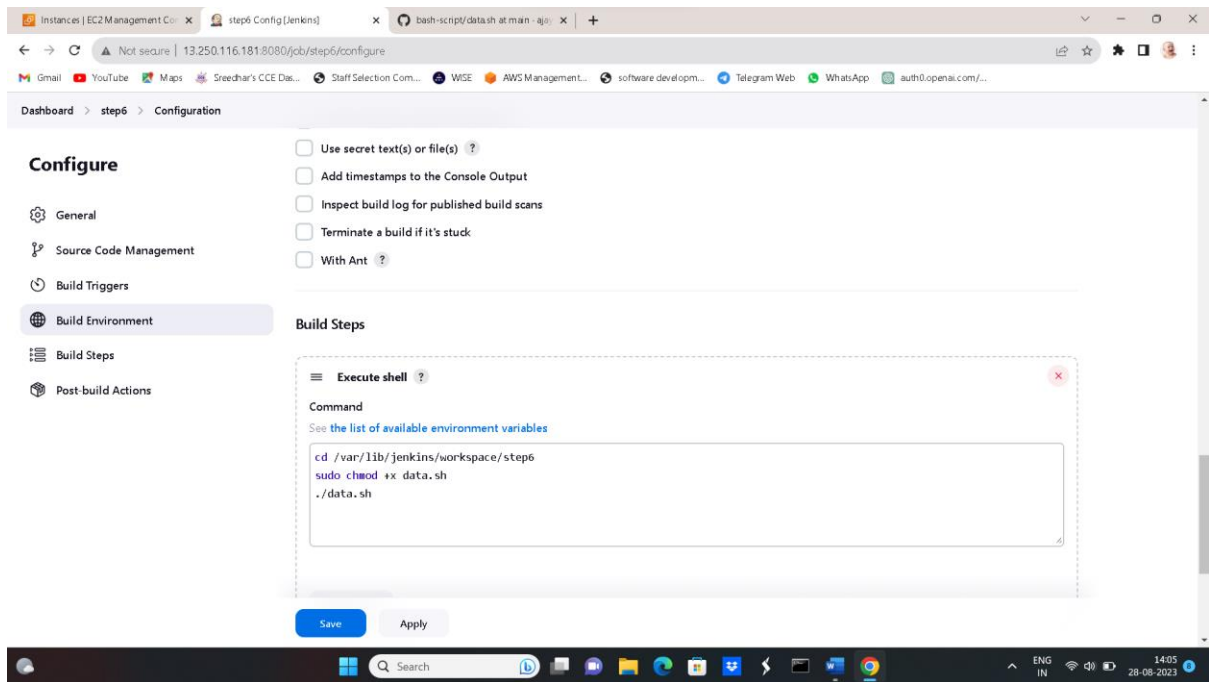 Instances | EC2 Management Con
step6 Config [Jenkins]
bash-script/data.sh at main · ajay
Not secure | 13.250.116.181:8080/job/step6/configure
Gmail YouTube Maps Sreedhar's CCE Das... Staff Selection Com... WISE AWS Management... software developm... Telegram Web WhatsApp auth0.openai.com/...
Dashboard > step6 > Configuration
Configure
General
Source Code Management
Build Triggers
Build Environment
Build Steps
Post-build Actions
Use secret text(s) or file(s) ?
Add timestamps to the Console Output
Inspect build log for published build scans
Terminate a build if it's stuck
With Ant ?
Build Steps
Execute shell ?
Command
See the list of available environment variables
cd /var/lib/jenkins/workspace/step6
sudo chmod +x data.sh
./data.sh
Save Apply
Search
ENG
IN
14:05
28-08-2023